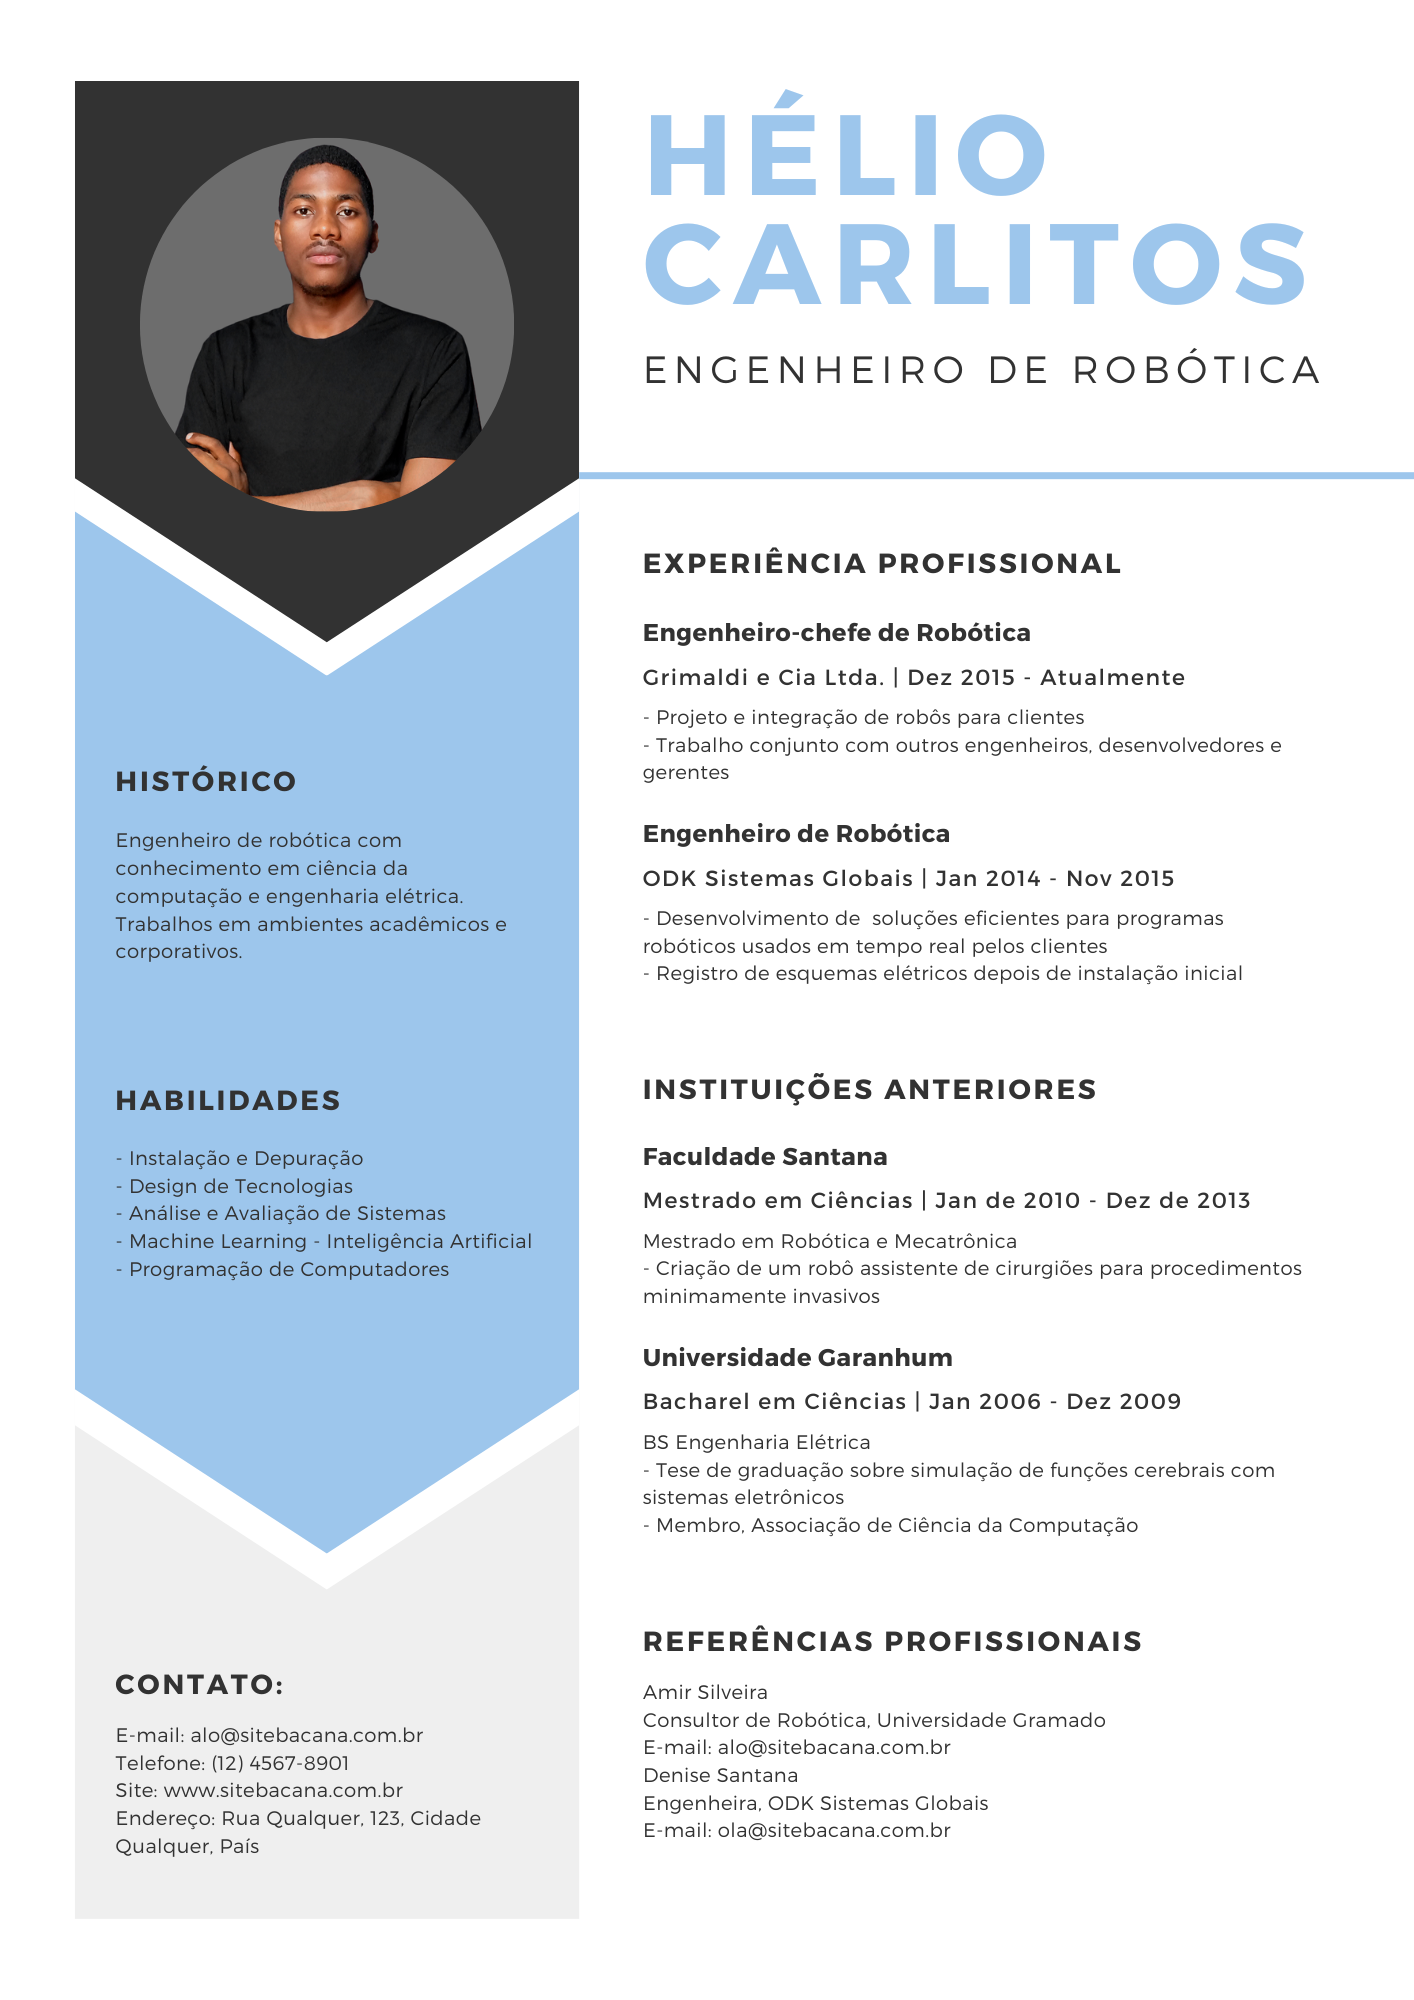 HÉLIO
CARLITOS
ENGENHEIRO DE ROBÓTICA
HISTÓRICO
Engenheiro de robótica com
conhecimento em ciência da
computação e engenharia elétrica.
Trabalhos em ambientes acadêmicos e
corporativos.
HABILIDADES
- Instalação e Depuração
- Design de Tecnologias
- Análise e Avaliação de Sistemas
- Machine Learning - Inteligência Artificial
- Programação de Computadores
CONTATO:
E-mail: alo@sitebacana.com.br
Telefone: (12) 4567-8901
Site: www.sitebacana.com.br
Endereço: Rua Qualquer, 123, Cidade
Qualquer, País
EXPERIÊNCIA PROFISSIONAL
Engenheiro-chefe de Robótica
Grimaldi e Cia Ltda. | Dez 2015 - Atualmente
- Projeto e integração de robôs para clientes
- Trabalho conjunto com outros engenheiros, desenvolvedores e
gerentes
Engenheiro de Robótica
ODK Sistemas Globais | Jan 2014 - Nov 2015
- Desenvolvimento de  soluções eficientes para programas
robóticos usados em tempo real pelos clientes
- Registro de esquemas elétricos depois de instalação inicial
INSTITUIÇÕES ANTERIORES
Faculdade Santana
Mestrado em Ciências | Jan de 2010 - Dez de 2013
Mestrado em Robótica e Mecatrônica
- Criação de um robô assistente de cirurgiões para procedimentos
minimamente invasivos
Universidade Garanhum
Bacharel em Ciências | Jan 2006 - Dez 2009
BS Engenharia Elétrica
- Tese de graduação sobre simulação de funções cerebrais com
sistemas eletrônicos
- Membro, Associação de Ciência da Computação
REFERÊNCIAS PROFISSIONAIS
Amir Silveira
Consultor de Robótica, Universidade Gramado
E-mail: alo@sitebacana.com.br
Denise Santana
Engenheira, ODK Sistemas Globais
E-mail: ola@sitebacana.com.br